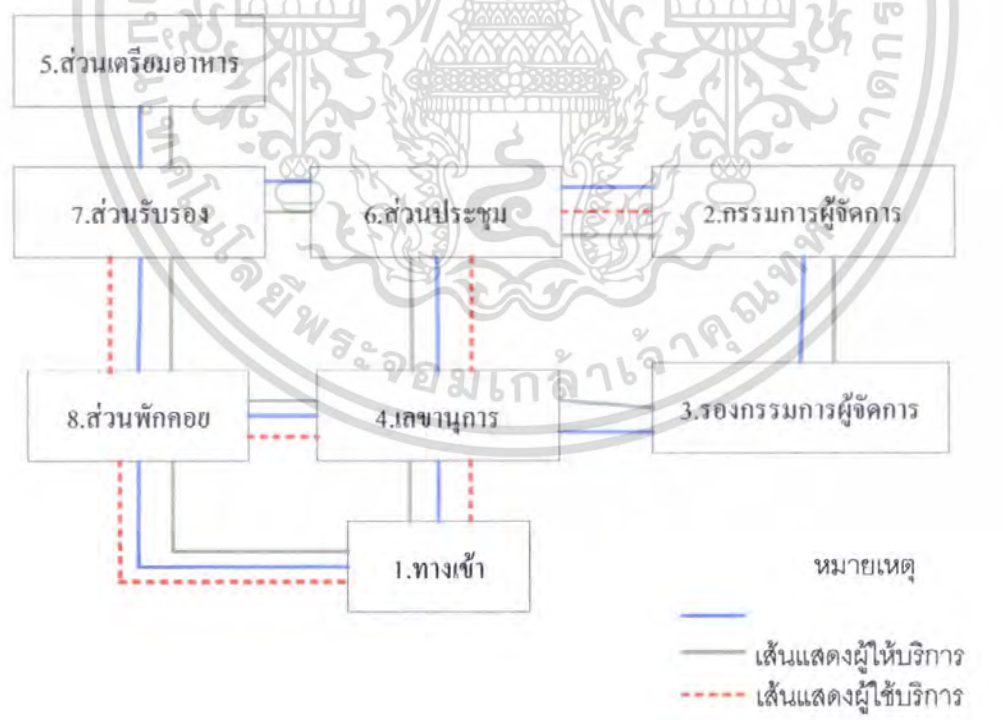 5.ส่วนเตรียมอาหาร
7.ส่วนรับรอง
6.ส่วนประชุม
2.กรรมการผู้จัดการ
8.ส่วนพักคอย
4.เลขานุการ
3.รองกรรมการผู้จัดการ
1.ทางเข้า
หมายเหตุ
เส้นแสดงผู้ให้บริการ
เส้นแสดงผู้ใช้บริการ